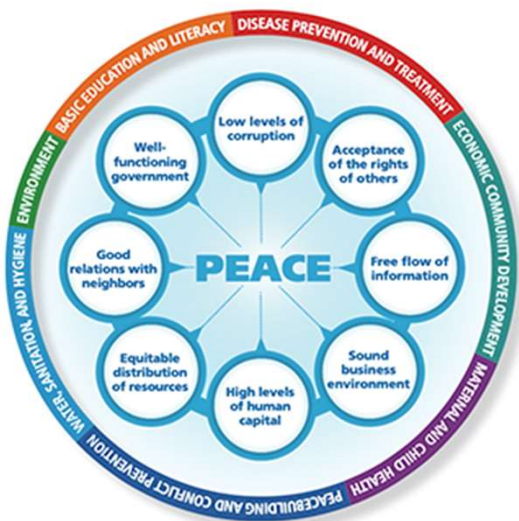 BASIC EDUCATION AND LITERACY
DISEASE PREVENTION AND TREATMENT
ECONOMIC COMMUNITY DEVELOPMENT
MATERNAL AND CHILD HEALTH
PEACEBUILDING AND CONFLICT PREVENTION
WATER, SANITATION, AND HYGIENE
ENVIRONMENT
Low levels of
corruption
Acceptance
of the rights
of others
Free flow of
information
Sound
business
environment
High levels
of human
capital
Equitable
distribution
of resources
Good
relations with
neighbors
Well-
functioning
government
PEACE